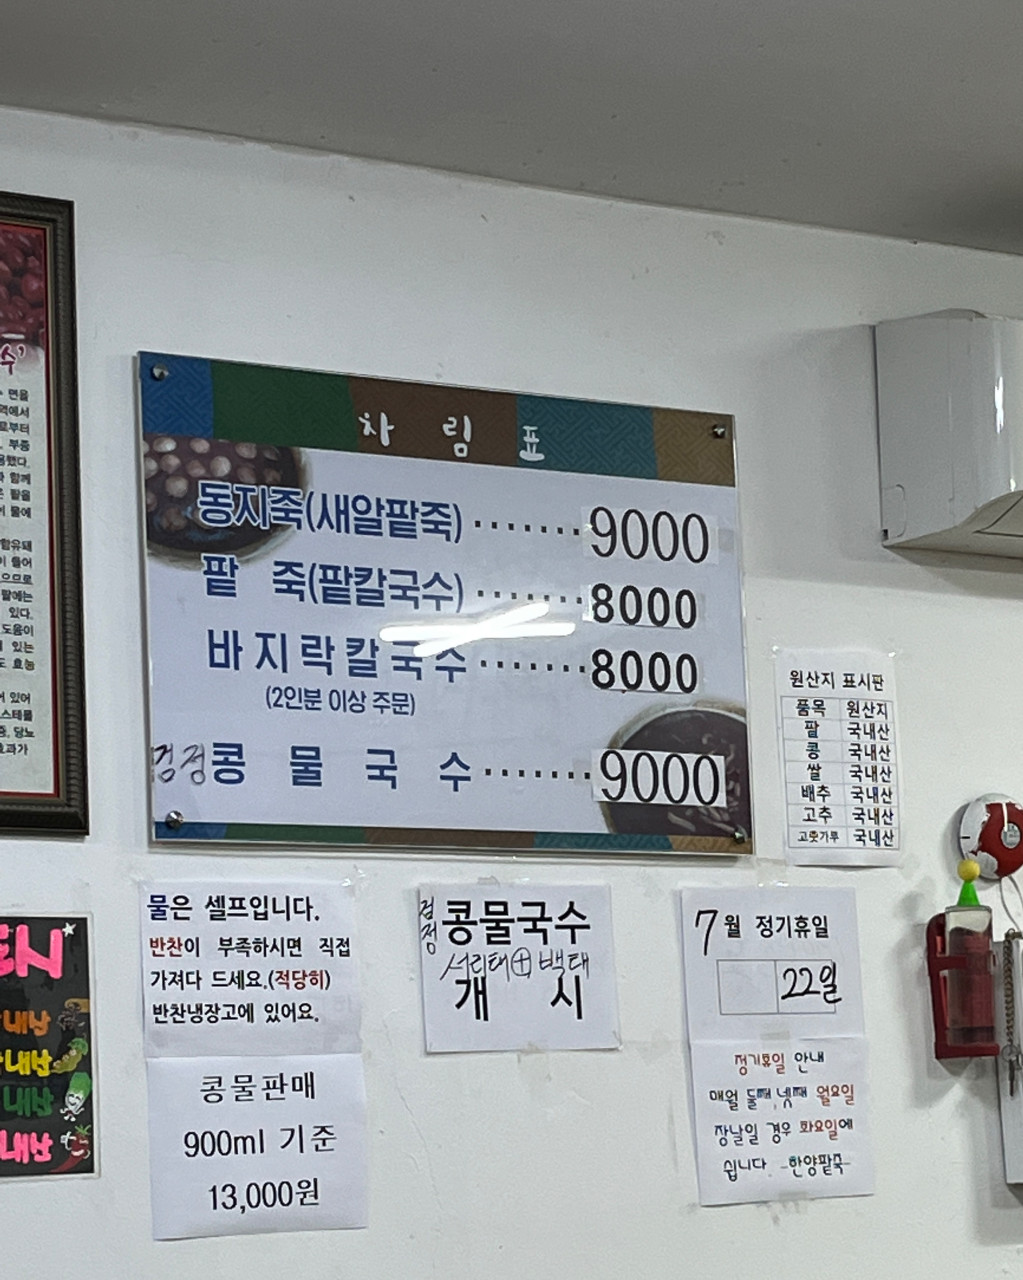 차림표
동지죽(새알팥죽) ······· 9000
팥 죽(팥칼국수) ······· 8000
바지락칼국수 ······· 8000
(2인분 이상 주문)
검정콩물국수 ······· 9000
원산지 표시판
품목 원산지
팥 국내산
콩 국내산
쌀 국내산
배추 국내산
고추 국내산
고춧가루 국내산
물은 셀프입니다.
반찬이 부족하시면 직접
가져다 드세요.(적당히)
반찬냉장고에 있어요.
콩물판매
900ml 기준
13,000원
검정 콩물국수
서리태 + 백태
개 시
7월 정기휴일
22일
정기휴일 안내
매월 둘째, 넷째 월요일
장날일 경우 화요일에
쉽니다. -한양팥죽-